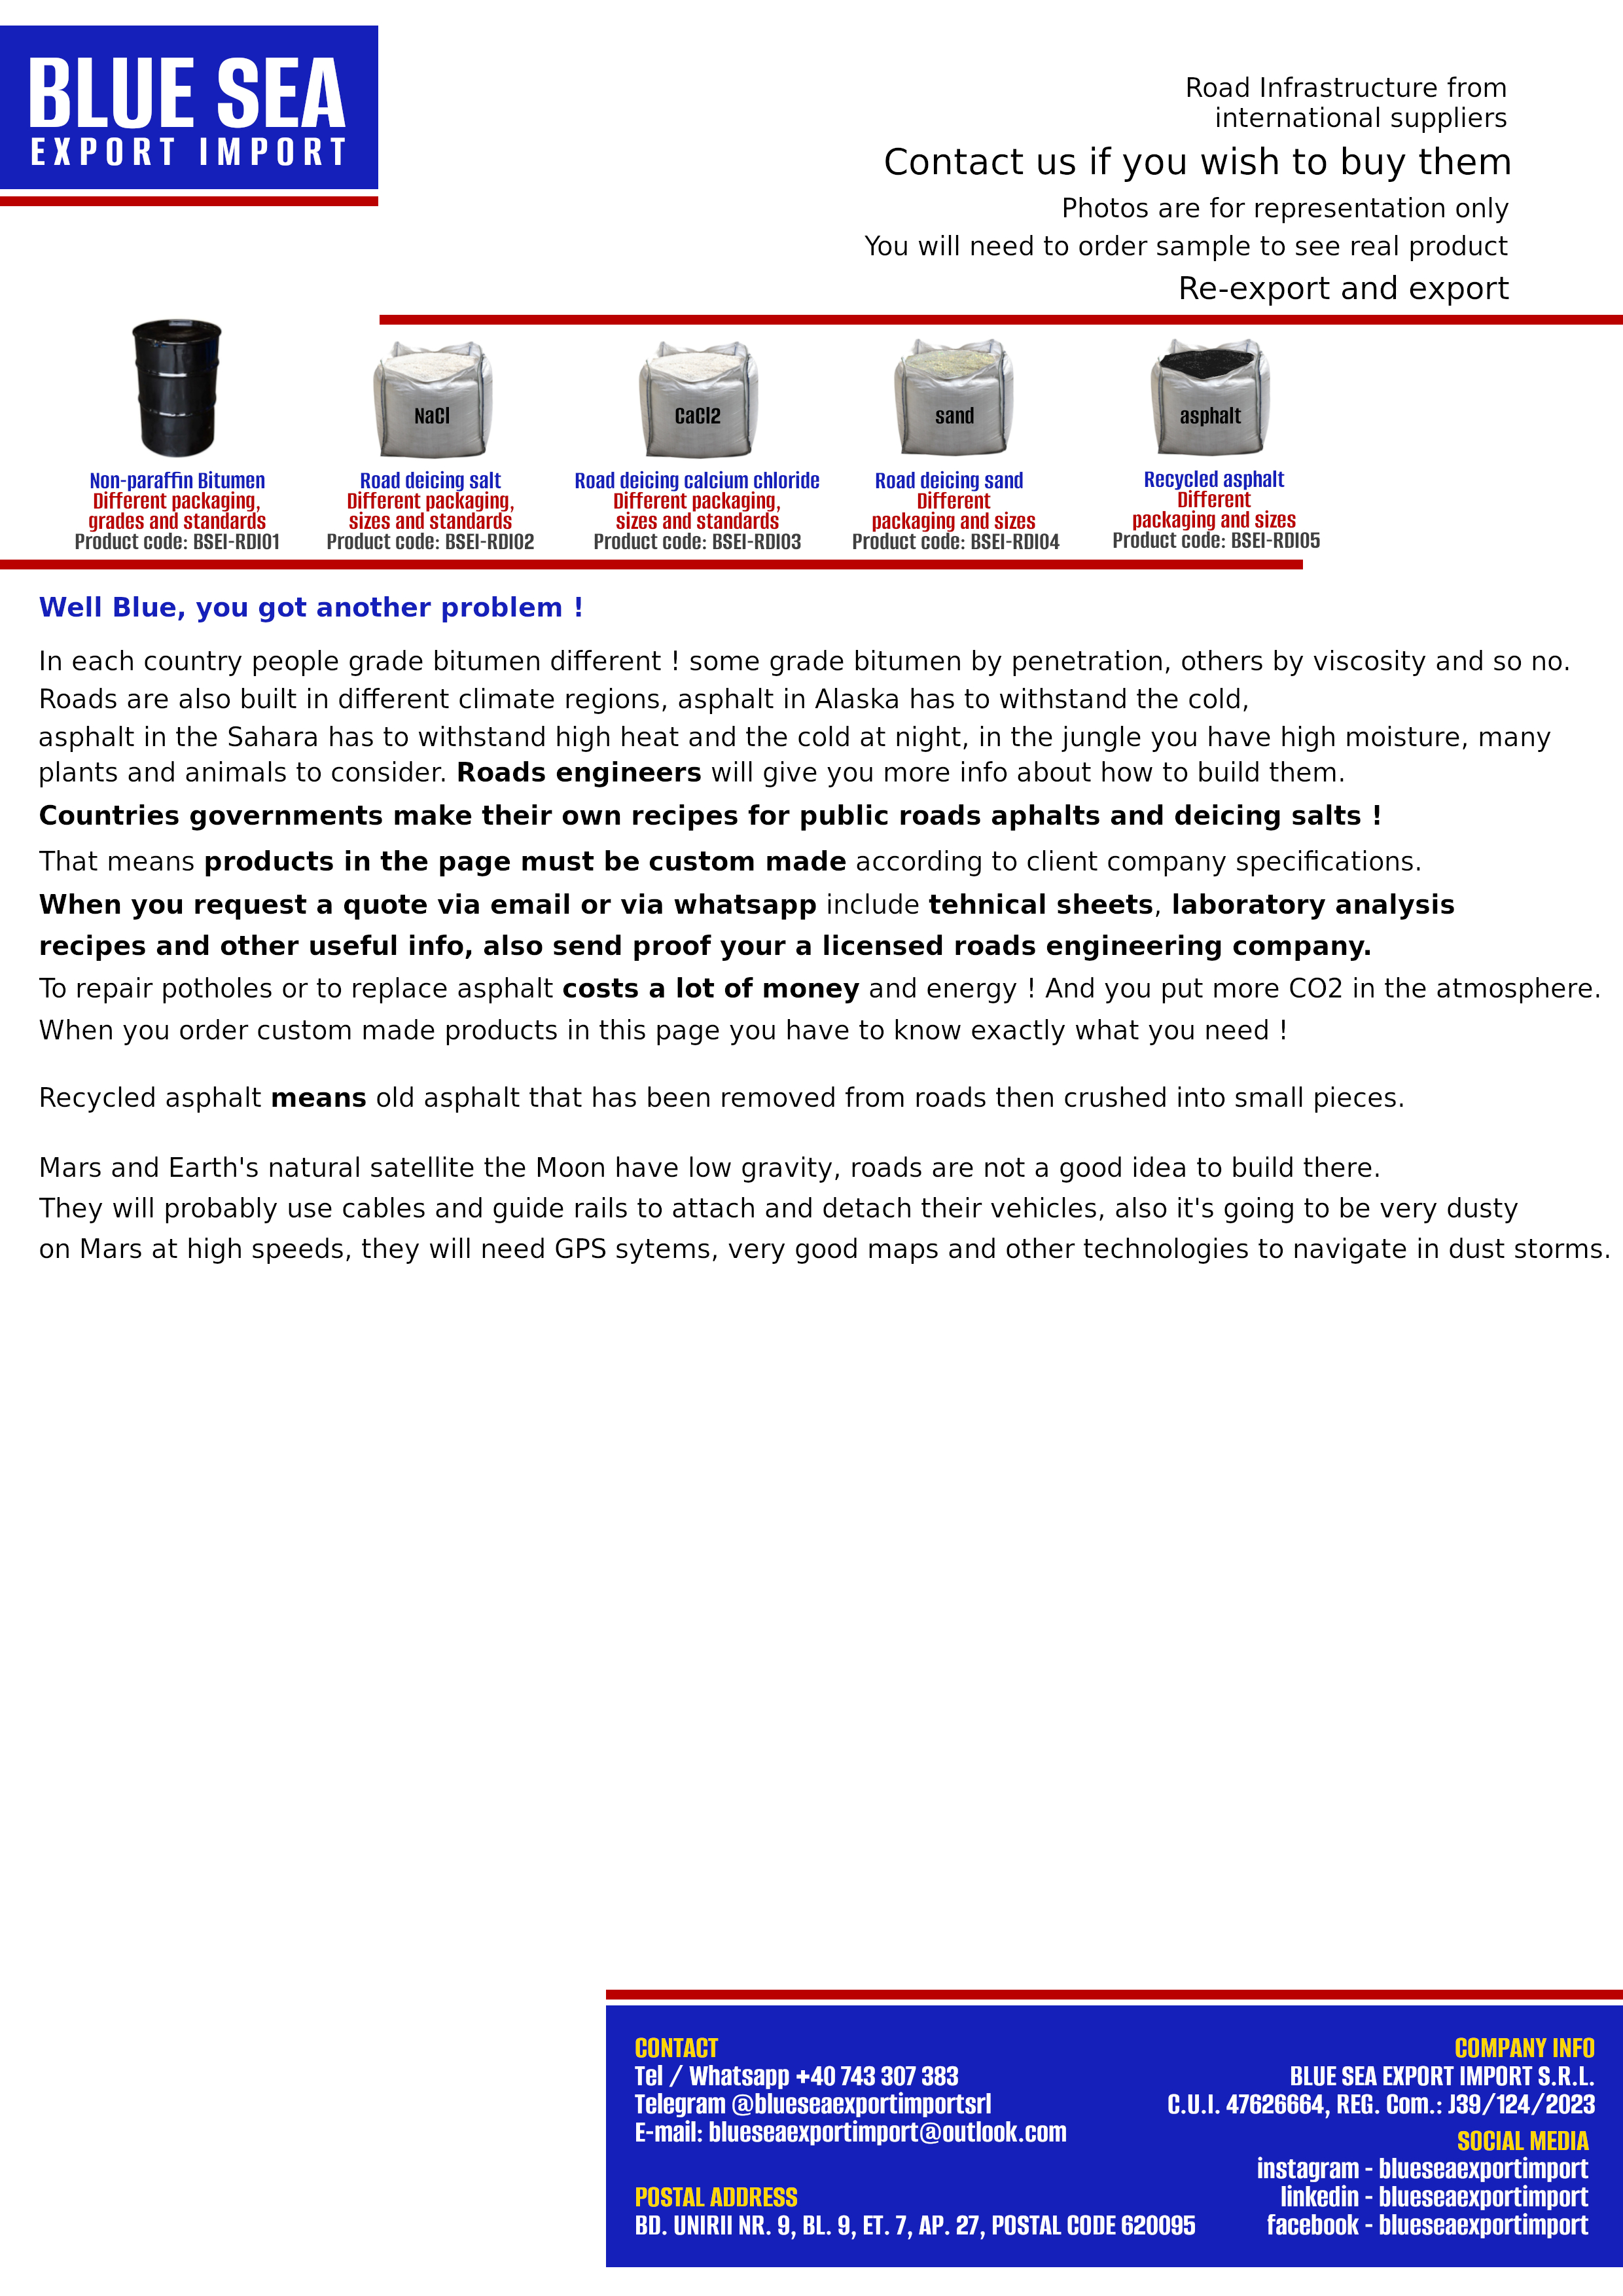 BLUE SEA
EXPORT IMPORT
Road Infrastructure from
international suppliers
Contact us if you wish to buy them
Photos are for representation only
You will need to order sample to see real product
Re-export and export
NaCl
CaCl2
sand
asphalt
Non-paraffin Bitumen
Different packaging,
grades and standards
Product code: BSEI-RDI01
Road deicing salt
Different packaging,
sizes and standards
Product code: BSEI-RDI02
Road deicing calcium chloride
Different packaging,
sizes and standards
Product code: BSEI-RDI03
Road deicing sand
Different
packaging and sizes
Product code: BSEI-RDI04
Recycled asphalt
Different
packaging and sizes
Product code: BSEI-RDI05
Well Blue, you got another problem !
In each country people grade bitumen different ! some grade bitumen by penetration, others by viscosity and so no.
Roads are also built in different climate regions, asphalt in Alaska has to withstand the cold,
asphalt in the Sahara has to withstand high heat and the cold at night, in the jungle you have high moisture, many
plants and animals to consider. Roads engineers will give you more info about how to build them.
Countries governments make their own recipes for public roads aphalts and deicing salts !
That means products in the page must be custom made according to client company specifications.
When you request a quote via email or via whatsapp include tehnical sheets, laboratory analysis
recipes and other useful info, also send proof your a licensed roads engineering company.
To repair potholes or to replace asphalt costs a lot of money and energy ! And you put more CO2 in the atmosphere.
When you order custom made products in this page you have to know exactly what you need !
Recycled asphalt means old asphalt that has been removed from roads then crushed into small pieces.
Mars and Earth's natural satellite the Moon have low gravity, roads are not a good idea to build there.
They will probably use cables and guide rails to attach and detach their vehicles, also it's going to be very dusty
on Mars at high speeds, they will need GPS sytems, very good maps and other technologies to navigate in dust storms.
CONTACT
Tel / Whatsapp +40 743 307 383
Telegram @blueseaexportimportsrl
E-mail: blueseaexportimport@outlook.com
POSTAL ADDRESS
BD. UNIRII NR. 9, BL. 9, ET. 7, AP. 27, POSTAL CODE 620095
COMPANY INFO
BLUE SEA EXPORT IMPORT S.R.L.
C.U.I. 47626664, REG. Com.: J39/124/2023
SOCIAL MEDIA
instagram - blueseaexportimport
linkedin - blueseaexportimport
facebook - blueseaexportimport